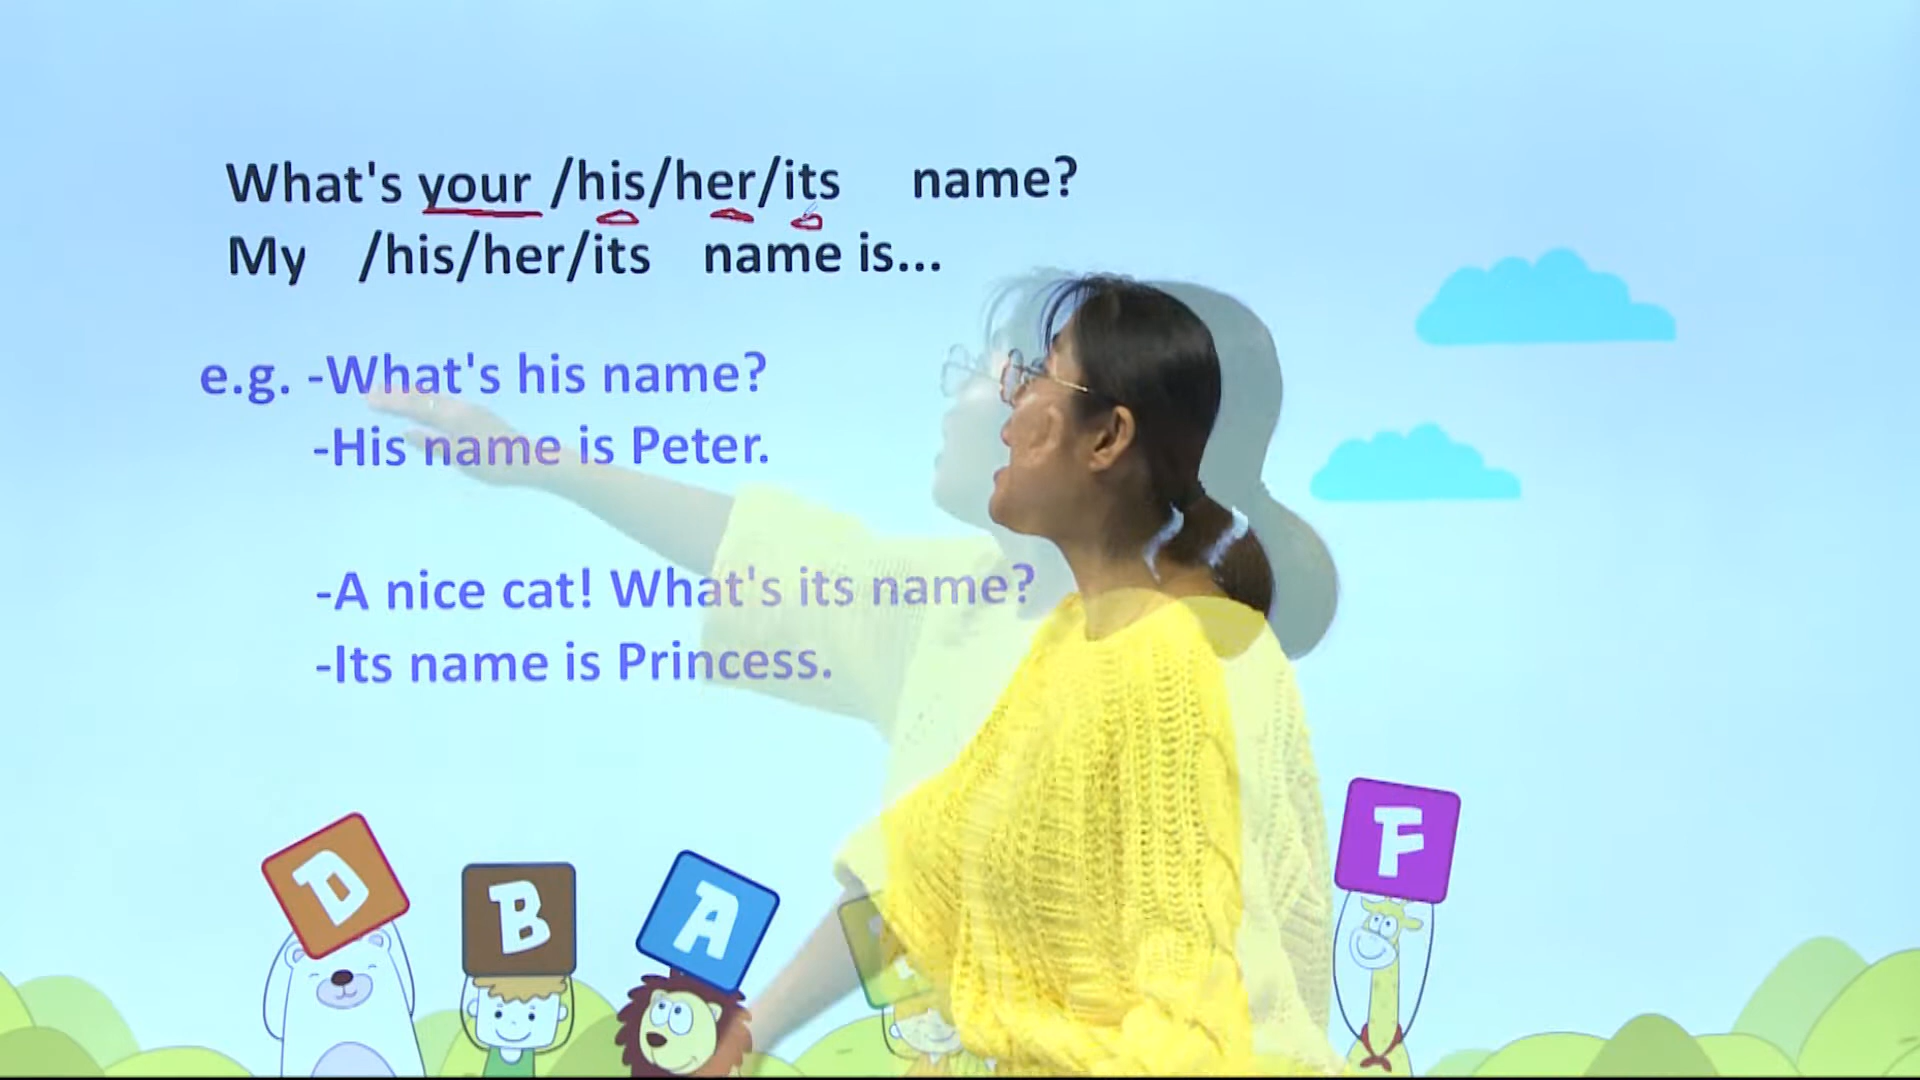 What's your /his/her/its name?
My /his/her/its name is...
e.g. -What's his name?
-His name is Peter.
-A nice cat! What's its name?
-Its name is Princess.
D
B
A
F